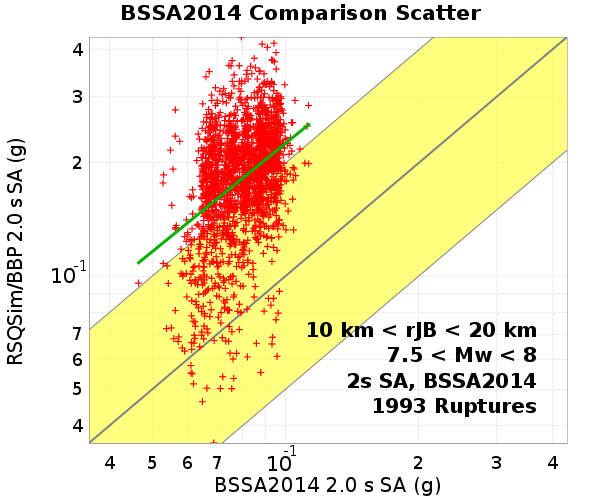 BSSA2014 Comparison Scatter
RSQSim/BBP 2.0 s SA (g)
4
3
2
10⁻¹
7
6
5
4
10 km < rJB < 20 km
7.5 < Mw < 8
2s SA, BSSA2014
1993 Ruptures
4 5 6 7 10⁻¹ 2 3 4
BSSA2014 2.0 s SA (g)